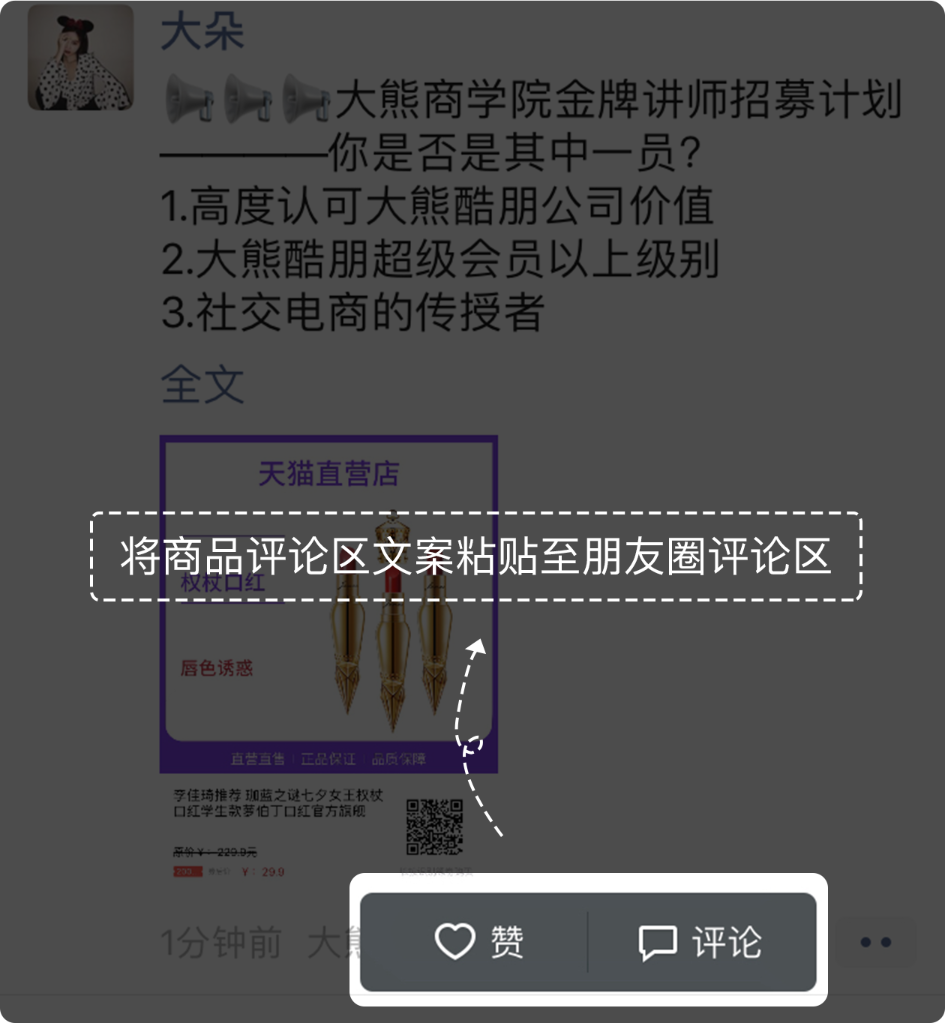 大朵
大熊商学院金牌讲师招募计划
————你是否是其中一员?
1.高度认可大熊酷朋公司价值
2.大熊酷朋超级会员以上级别
3.社交电商的传授者
全文
天猫直营店
将商品评论区文案粘贴至朋友圈评论区
权杖口红
唇色诱惑
直营直售 正品保证 品质保障
李佳琦推荐 珈蓝之谜七夕女王权杖
口红学生款萝伯丁口红官方旗舰
原价¥：229.9元
¥：29.9
1分钟前 大熊
赞 评论